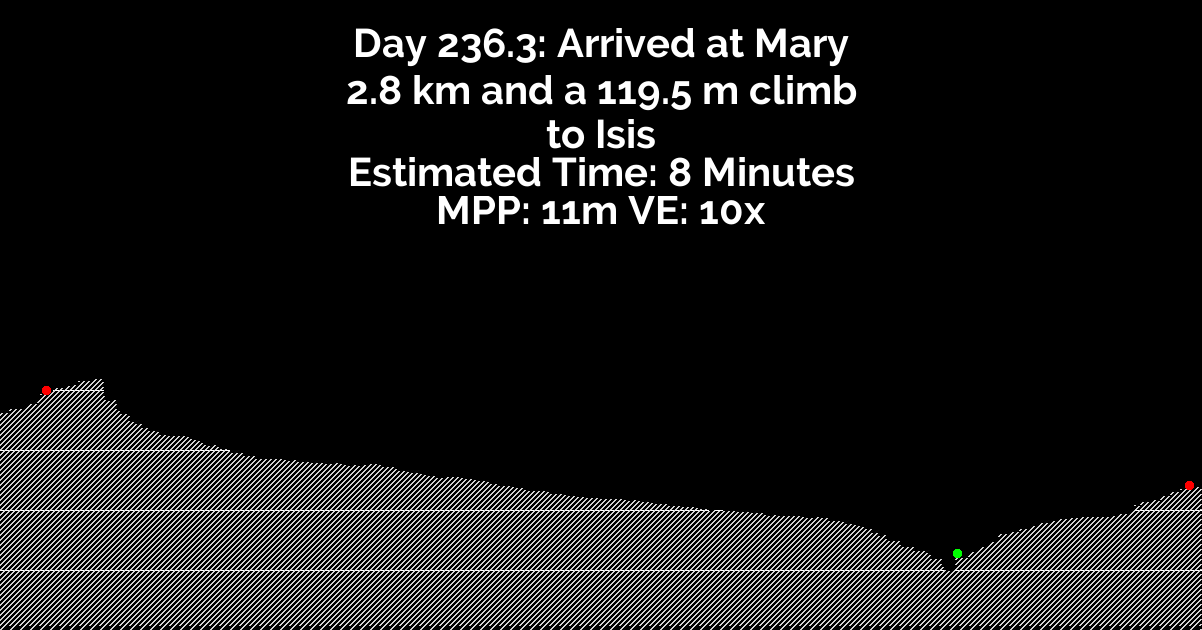 Day 236.3: Arrived at Mary
2.8 km and a 119.5 m climb
to Isis
Estimated Time: 8 Minutes
MPP: 11m VE: 10x